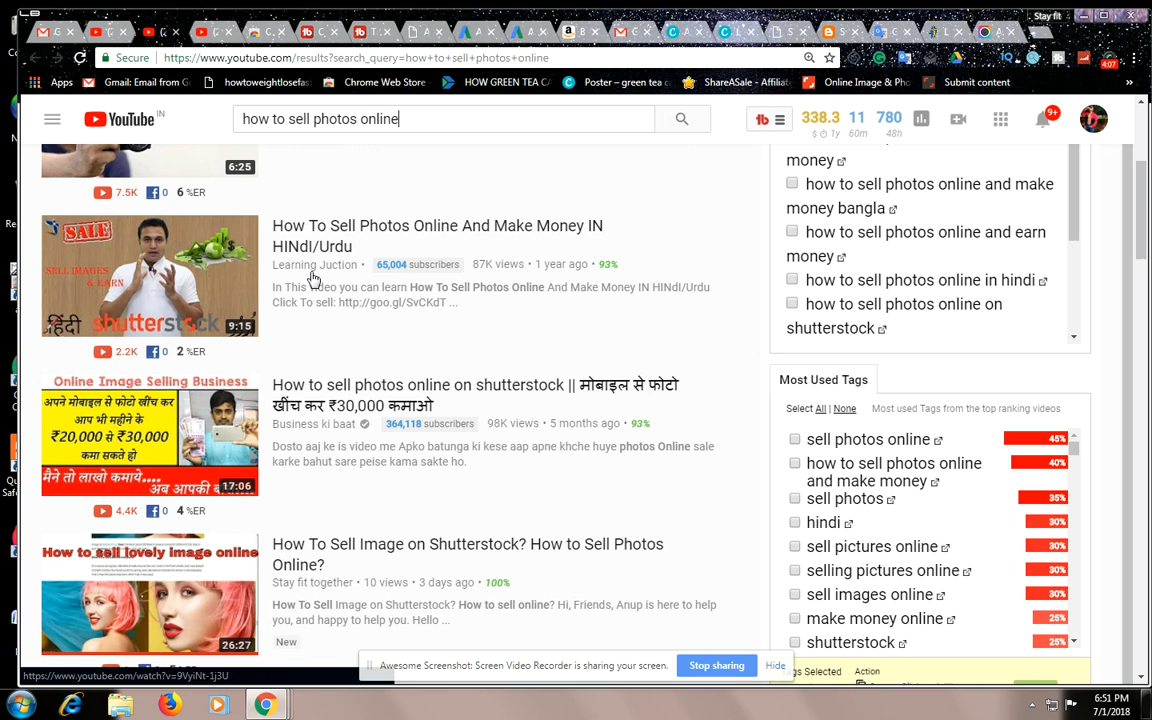 Stay fit
Secure
https://www.youtube.com/results?search_query=how+to+sell+photos+online
4:07
Apps
Gmail: Email from G
howtoweightlosefas
Chrome Web Store
HOW GREEN TEA CA
Poster – green tea c
ShareASale - Affiliat
Online Image & Pho
Submit content
»
YouTube IN
how to sell photos online
338.3 11 780
$ 1y 60m 48h
9+
6:25
7.5K 0 6 %ER
SALE
SELL IMAGES
& EARN
हिंदी shutterstock
9:15
How To Sell Photos Online And Make Money IN
HINdI/Urdu
Learning Juction • 65,004 subscribers 87K views • 1 year ago • 93%
In This video you can learn How To Sell Photos Online And Make Money IN HINdI/Urdu
Click To sell: http://goo.gl/SvCKdT ...
2.2K 0 2 %ER
Online Image Selling Business
अपने मोबाइल से फोटो खींच कर
आप भी महीने के
₹20,000 से ₹30,000
कमा सकते हो
मैने तो लाखो कमाये....
अब आपकी
17:06
How to sell photos online on shutterstock || मोबाइल से फोटो
खींच कर ₹30,000 कमाओ
Business ki baat 364,118 subscribers 98K views • 5 months ago • 93%
Dosto aaj ke is video me Apko batunga ki kese aap apne khche huye photos Online sale
karke bahut sare peise kama sakte ho.
4.4K 0 4 %ER
How to sell lovely image online
26:27
How To Sell Image on Shutterstock? How to Sell Photos
Online?
Stay fit together • 10 views • 3 days ago • 100%
How To Sell Image on Shutterstock? How to sell online? Hi, Friends, Anup is here to help
you, and happy to help you. Hello ...
New
money
how to sell photos online and make
money bangla
how to sell photos online and earn
money
how to sell photos online in hindi
how to sell photos online on
shutterstock
Most Used Tags
Select All | None Most used Tags from the top ranking videos
sell photos online 45%
how to sell photos online 40%
and make money
sell photos 35%
hindi 30%
sell pictures online 30%
selling pictures online 30%
sell images online 30%
make money online 25%
shutterstock 25%
Tags Selected Action
Awesome Screenshot: Screen Video Recorder is sharing your screen. Stop sharing Hide
https://www.youtube.com/watch?v=9VyiNt-1j3U
6:51 PM
7/1/2018